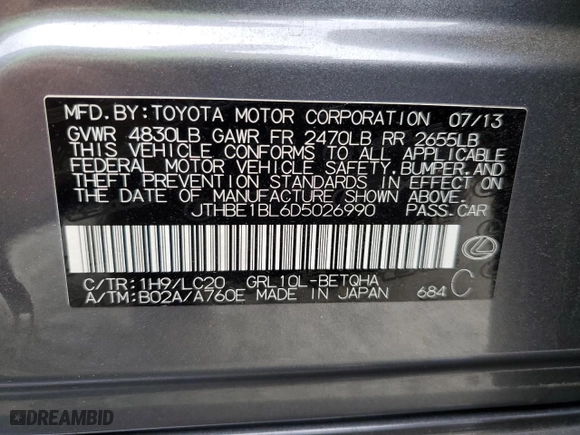 MFD. BY: TOYOTA MOTOR CORPORATION 07/13
GVWR 4830LB GAWR FR 2470LB RR 2655LB
THIS VEHICLE CONFORMS TO ALL APPLICABLE
FEDERAL MOTOR VEHICLE SAFETY, BUMPER, AND
THEFT PREVENTION STANDARDS IN EFFECT
ON THE DATE OF MANUFACTURE SHOWN ABOVE.
JTHBE1BL6D5026990 PASS. CAR
C/TR: 1H9/LC20 GRL10L-BETQHA
A/TM: B02A/A760E MADE IN JAPAN 684 C
DREAMBID